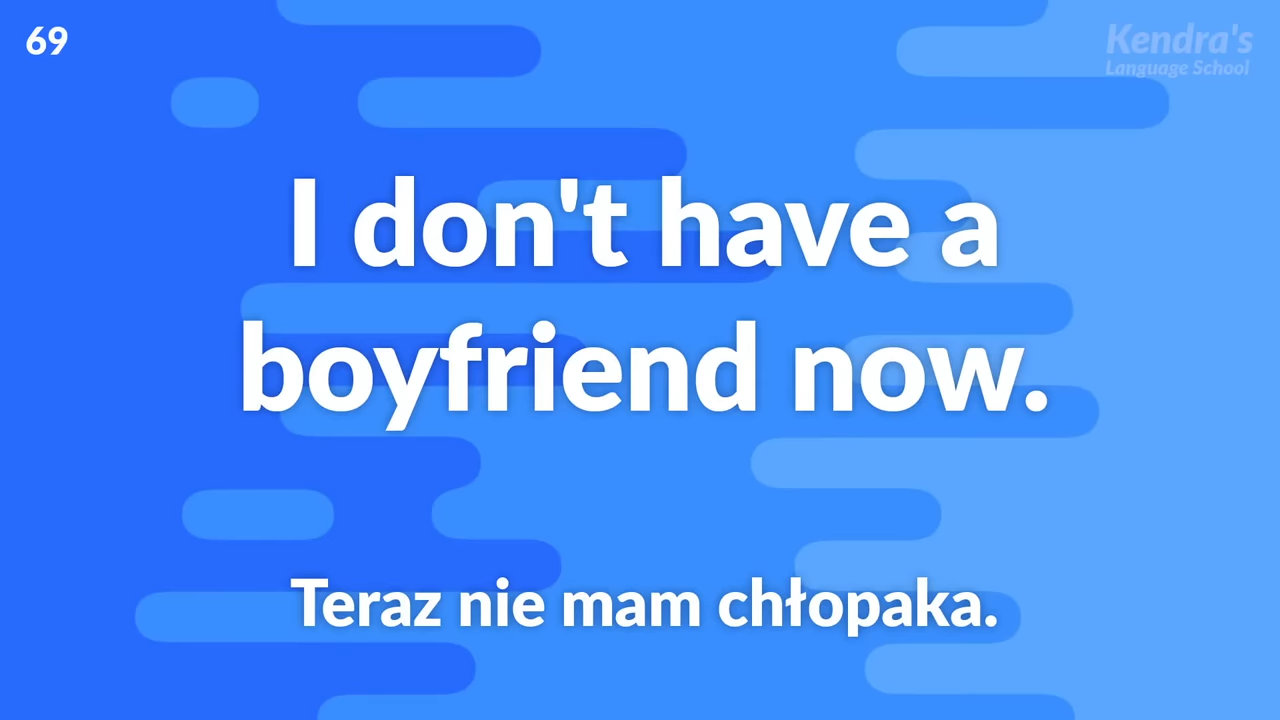 69
Kendra's
Language School
I don't have a
boyfriend now.
Teraz nie mam chłopaka.